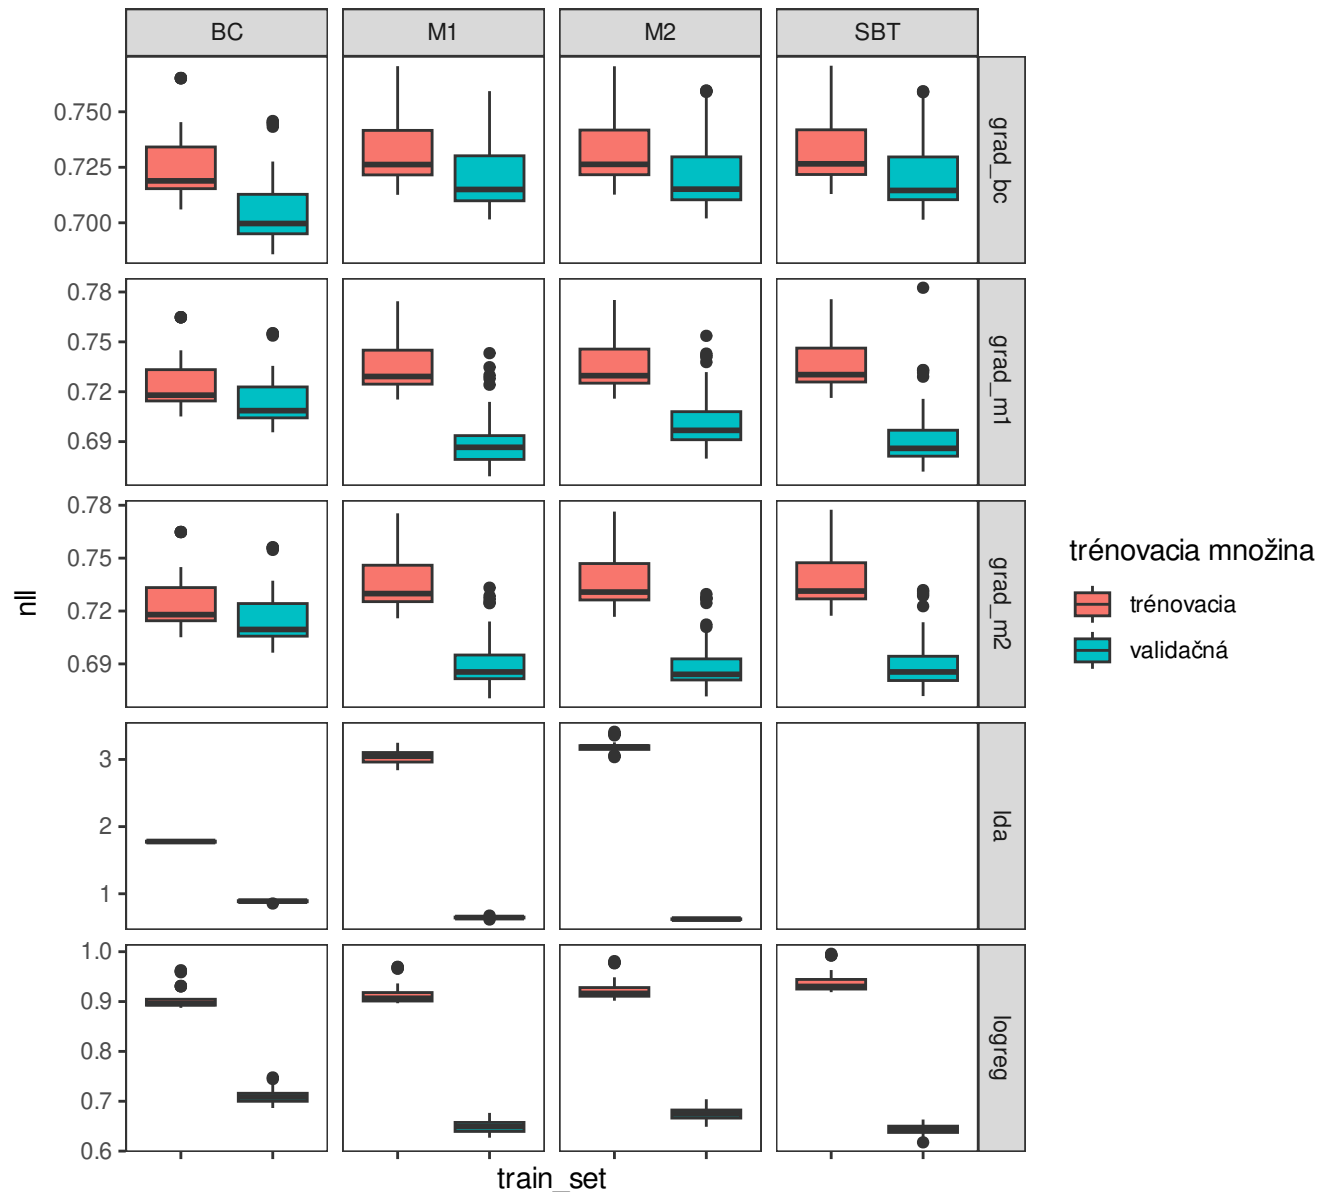 BC M1 M2 SBT
0.750
0.725
0.700
grad_bc
0.78
0.75
0.72
0.69
grad_m1
0.78
0.75
0.72
0.69
grad_m2
3
2
1
lda
1.0
0.9
0.8
0.7
0.6
logreg
nll
train_set
trénovacia množina
trénovacia
validačná